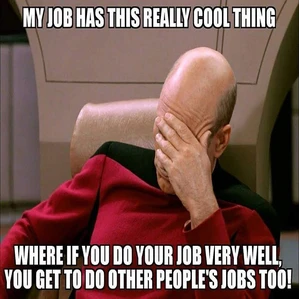 MY JOB HAS THIS REALLY COOL THING
WHERE IF YOU DO YOUR JOB VERY WELL,
YOU GET TO DO OTHER PEOPLE'S JOBS TOO!